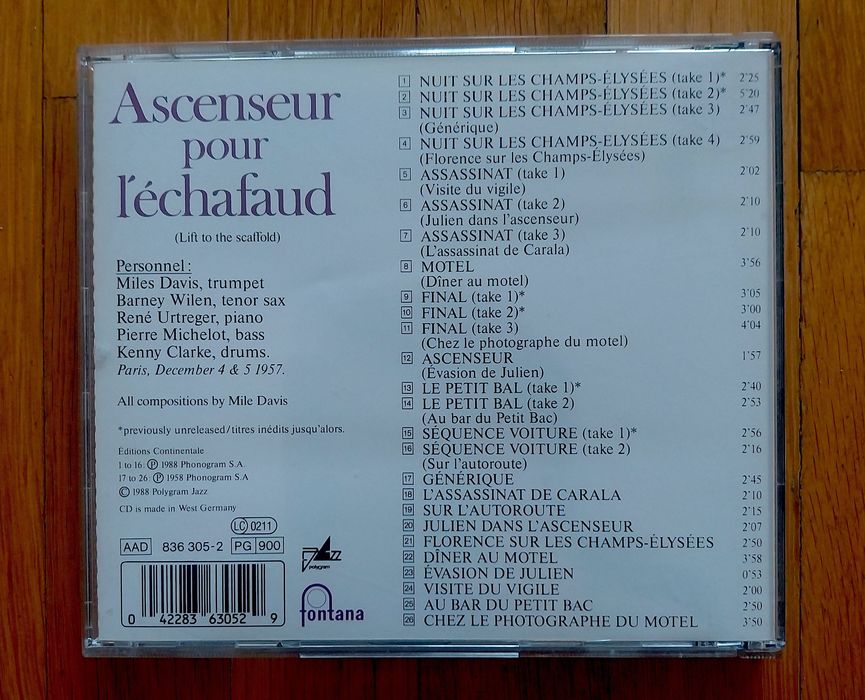 Ascenseur
pour
l'échafaud
(Lift to the scaffold)
Personnel:
Miles Davis, trumpet
Barney Wilen, tenor sax
René Urtreger, piano
Pierre Michelot, bass
Kenny Clarke, drums.
Paris, December 4 & 5 1957.
All compositions by Mile Davis
*previously unreleased/titres inédits jusqu'alors.
Éditions Continentale
1 to 16: Ⓟ 1988 Phonogram S.A.
17 to 26: Ⓟ 1958 Phonogram S.A.
© 1988 Polygram Jazz
CD is made in West Germany
LC 0211
AAD 836 305-2 PG 900
jazz
polygram
0 42283 63052 9
fontana
1 NUIT SUR LES CHAMPS-ÉLYSÉES (take 1)* 2'25
2 NUIT SUR LES CHAMPS-ÉLYSÉES (take 2)* 5'20
3 NUIT SUR LES CHAMPS-ÉLYSÉES (take 3) 2'47
(Générique)
4 NUIT SUR LES CHAMPS-ELYSÉES (take 4) 2'59
(Florence sur les Champs-Élysées)
5 ASSASSINAT (take 1) 2'02
(Visite du vigile)
6 ASSASSINAT (take 2) 2'10
(Julien dans l'ascenseur)
7 ASSASSINAT (take 3) 2'10
(L'assassinat de Carala)
8 MOTEL 3'56
(Dîner au motel)
9 FINAL (take 1)* 3'05
10 FINAL (take 2)* 3'00
11 FINAL (take 3) 4'04
(Chez le photographe du motel)
12 ASCENSEUR 1'57
(Évasion de Julien)
13 LE PETIT BAL (take 1)* 2'40
14 LE PETIT BAL (take 2) 2'53
(Au bar du Petit Bac)
15 SÉQUENCE VOITURE (take 1)* 2'56
16 SÉQUENCE VOITURE (take 2) 2'16
(Sur l'autoroute)
17 GÉNÉRIQUE 2'45
18 L'ASSASSINAT DE CARALA 2'10
19 SUR L'AUTOROUTE 2'15
20 JULIEN DANS L'ASCENSEUR 2'07
21 FLORENCE SUR LES CHAMPS-ÉLYSÉES 2'50
22 DÎNER AU MOTEL 3'58
23 ÉVASION DE JULIEN 0'53
24 VISITE DU VIGILE 2'00
25 AU BAR DU PETIT BAC 2'50
26 CHEZ LE PHOTOGRAPHE DU MOTEL 3'50